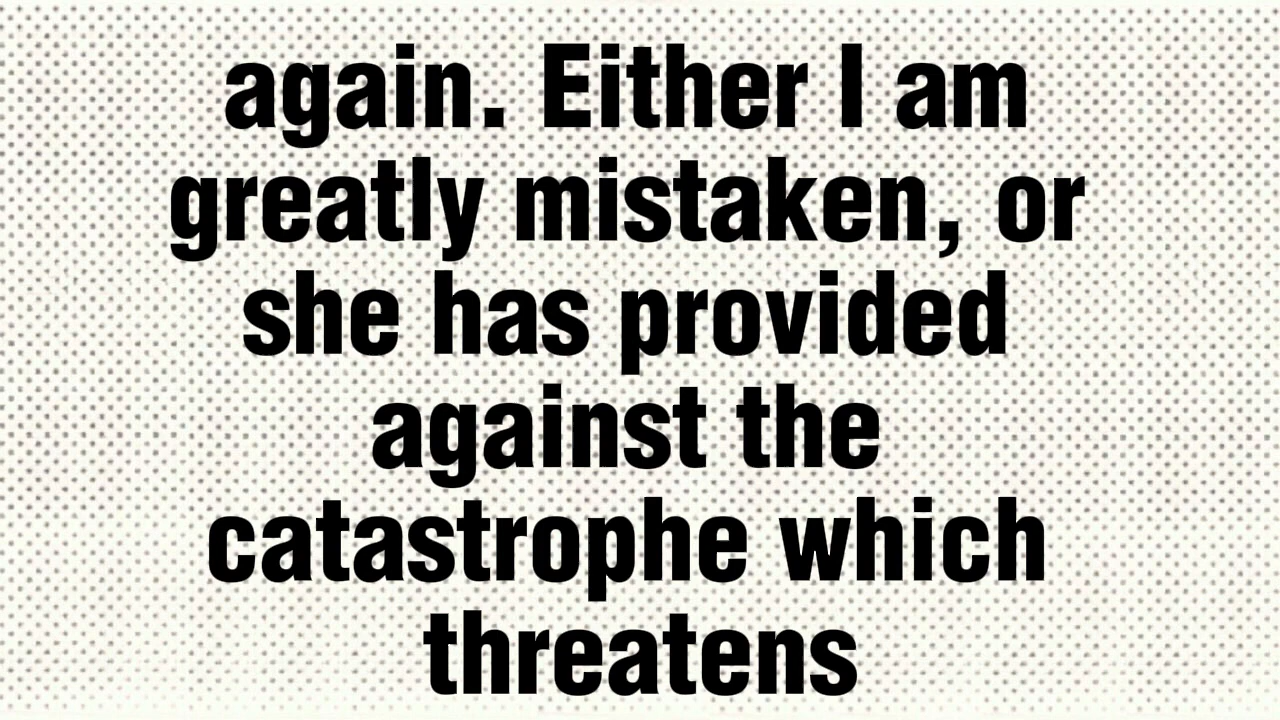 again. Either I am
greatly mistaken, or
she has provided
against the
catastrophe which
threatens